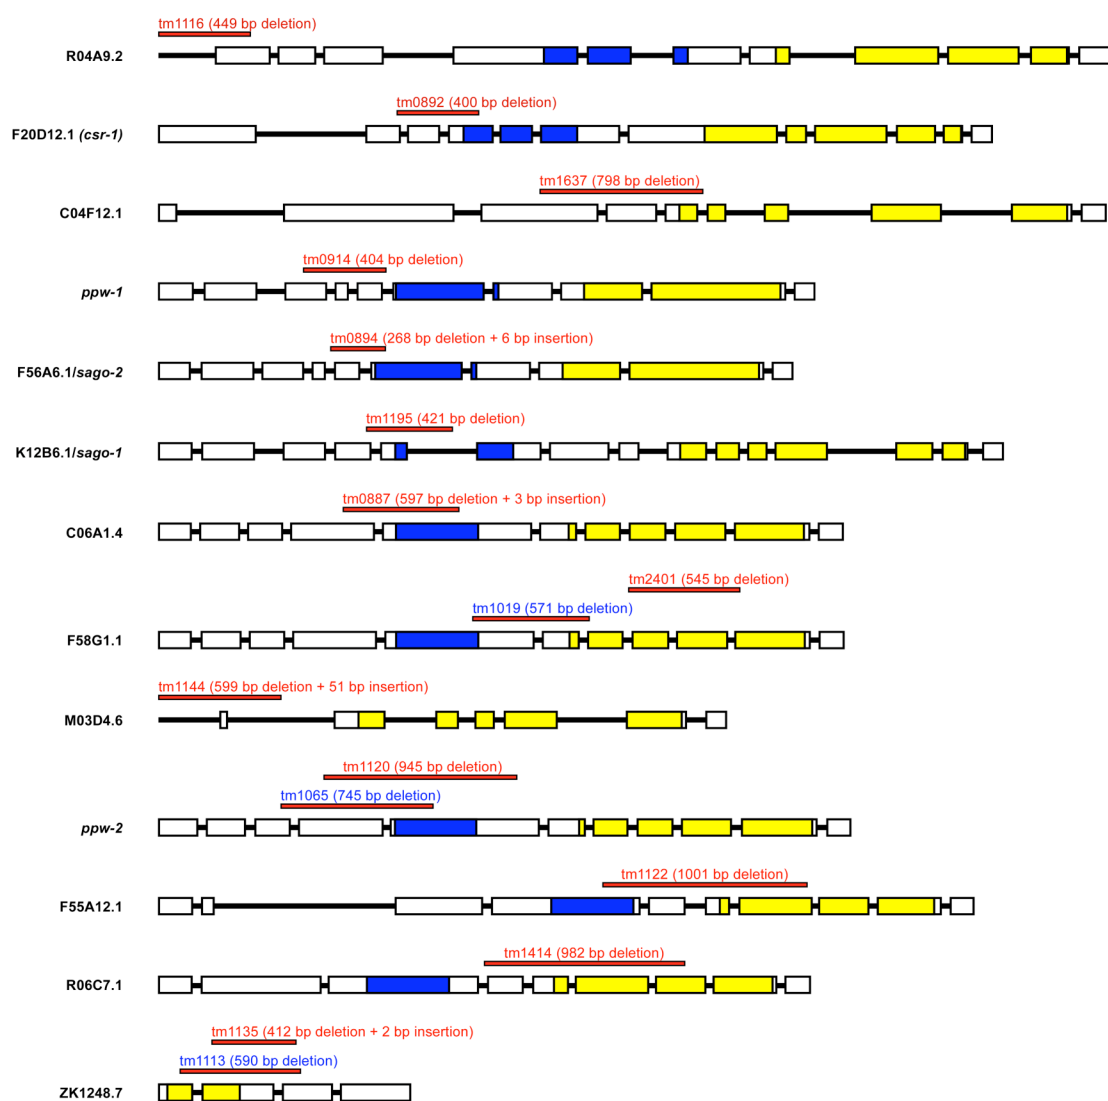 tm1116 (449 bp deletion)
R04A9.2
tm0892 (400 bp deletion)
F20D12.1 (csr-1)
tm1637 (798 bp deletion)
C04F12.1
tm0914 (404 bp deletion)
ppw-1
tm0894 (268 bp deletion + 6 bp insertion)
F56A6.1/sago-2
tm1195 (421 bp deletion)
K12B6.1/sago-1
tm0887 (597 bp deletion + 3 bp insertion)
C06A1.4
tm2401 (545 bp deletion)
tm1019 (571 bp deletion)
F58G1.1
tm1144 (599 bp deletion + 51 bp insertion)
M03D4.6
tm1120 (945 bp deletion)
tm1065 (745 bp deletion)
ppw-2
tm1122 (1001 bp deletion)
F55A12.1
tm1414 (982 bp deletion)
R06C7.1
tm1135 (412 bp deletion + 2 bp insertion)
tm1113 (590 bp deletion)
ZK1248.7